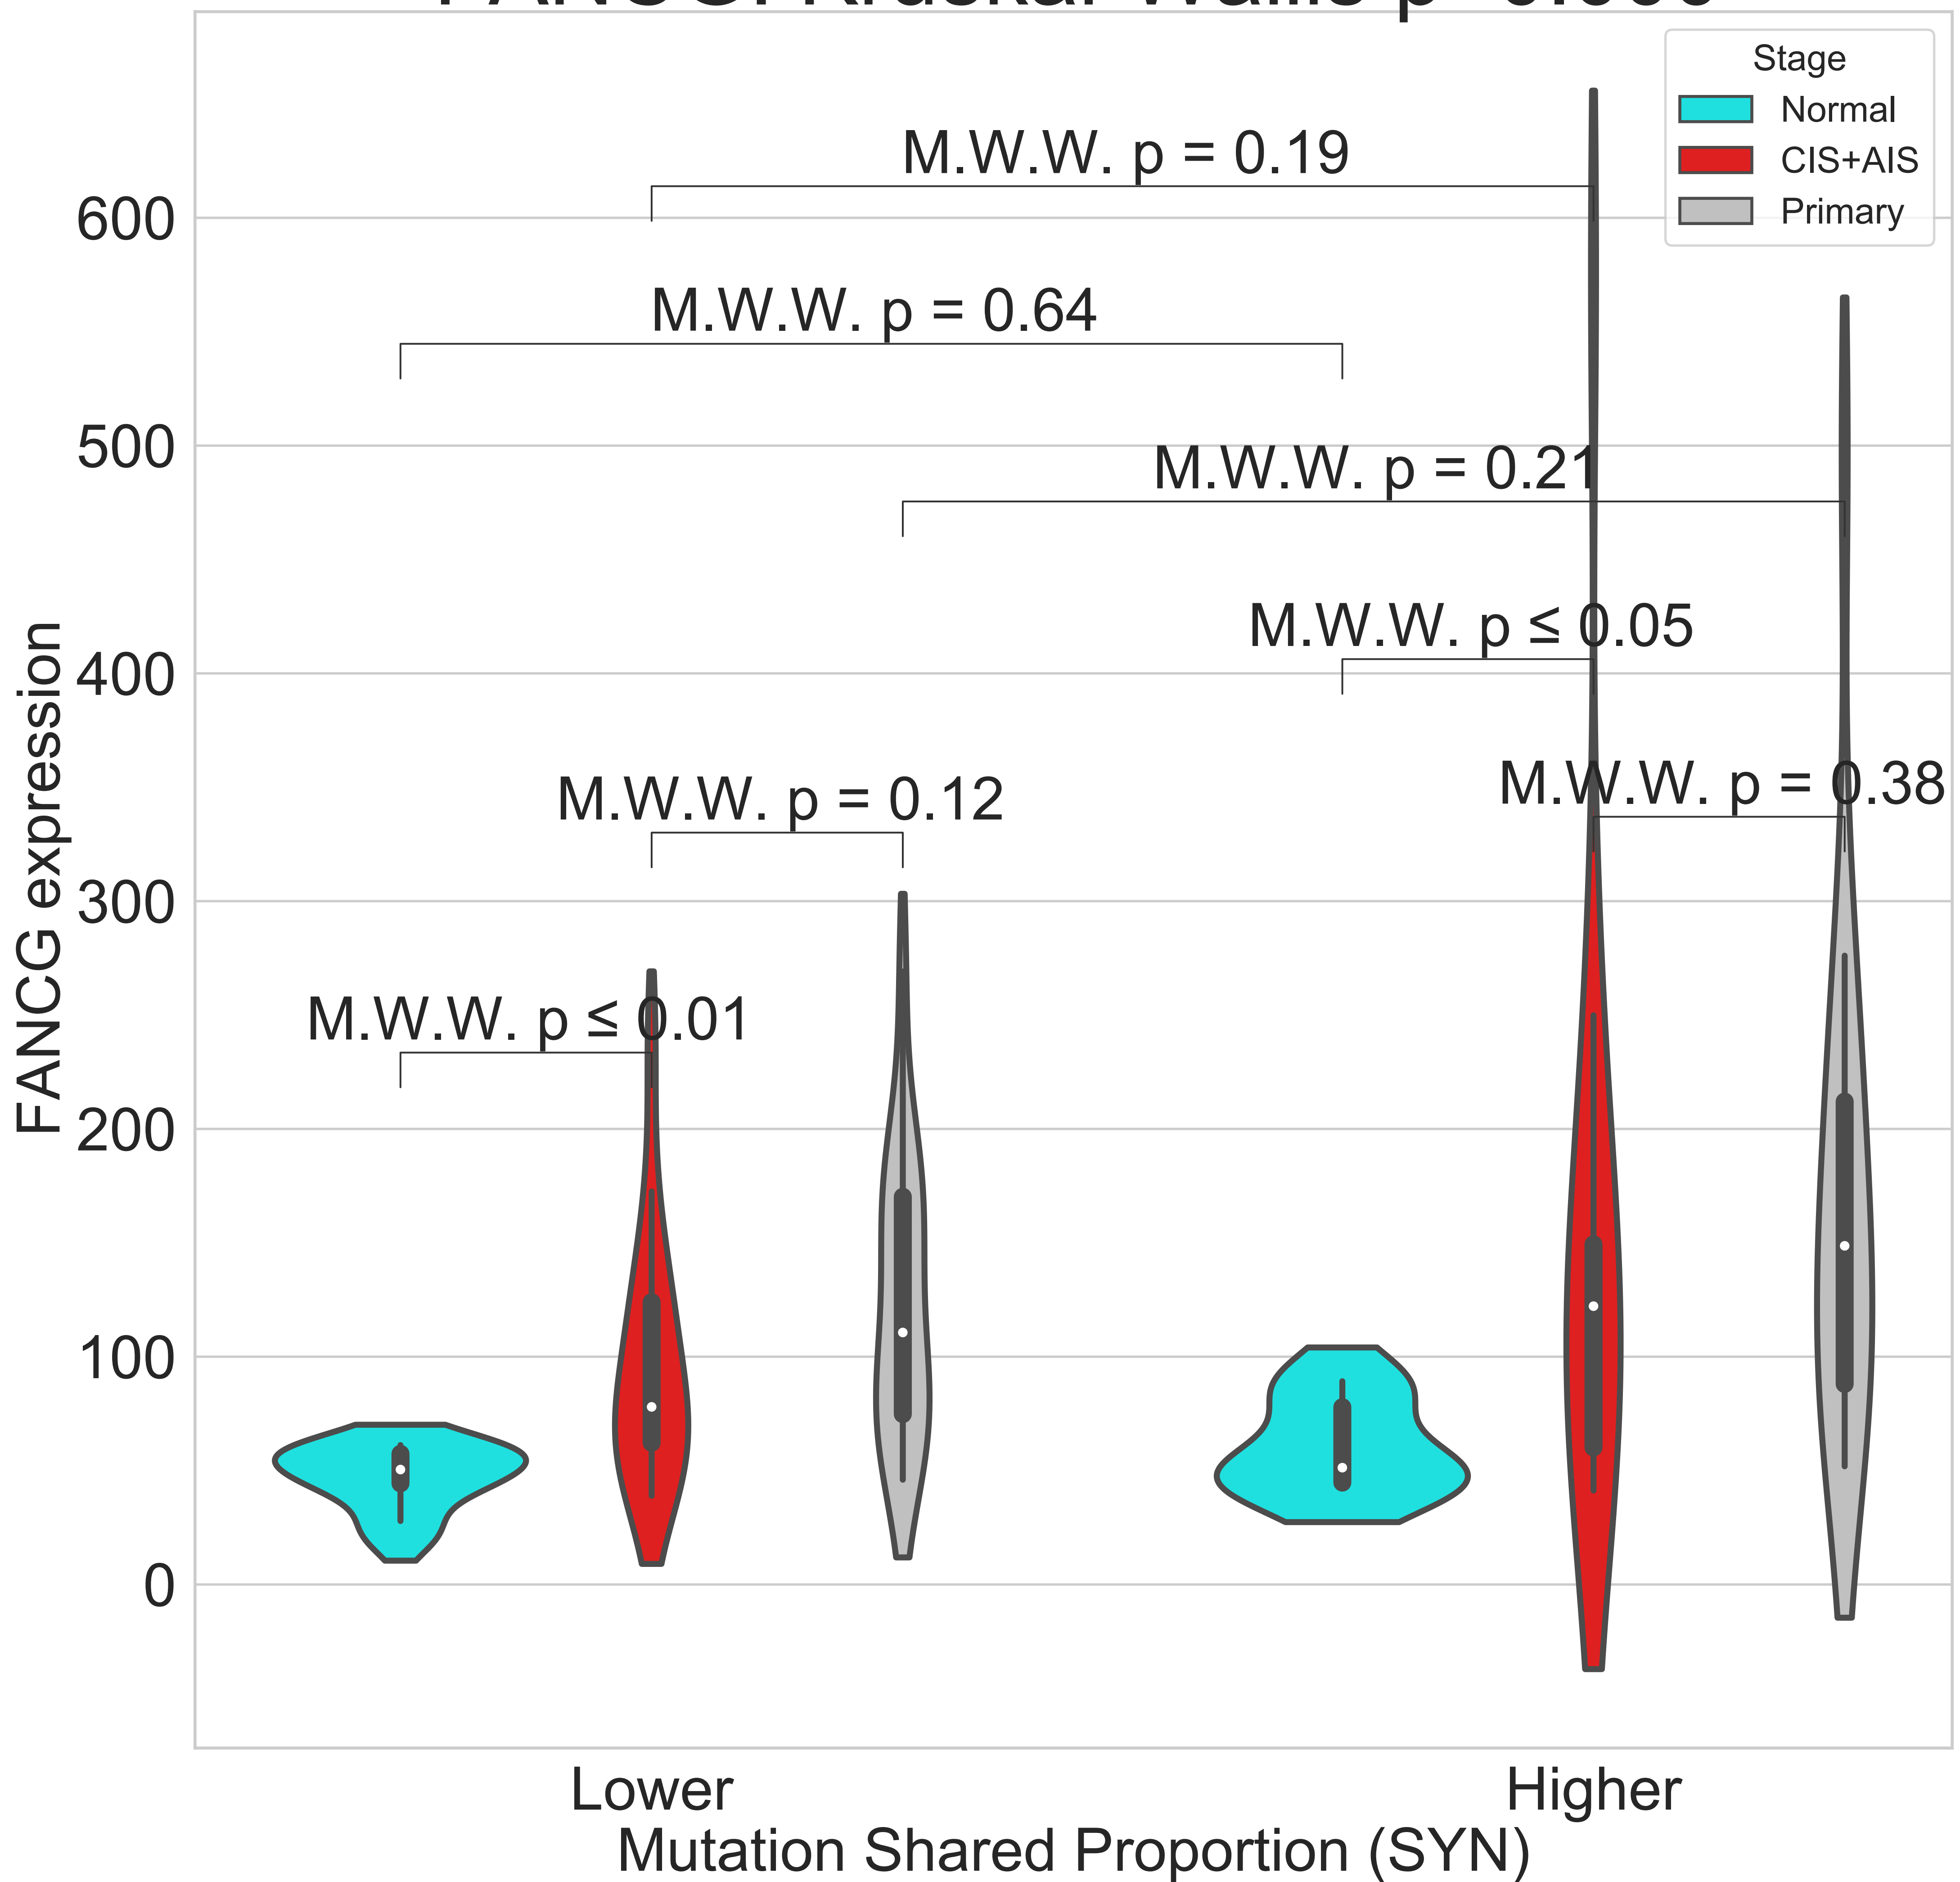 Stage
Normal
CIS+AIS
Primary
M.W.W. p = 0.19
M.W.W. p = 0.64
M.W.W. p = 0.21
M.W.W. p ≤ 0.05
M.W.W. p = 0.38
M.W.W. p = 0.12
M.W.W. p ≤ 0.01
600
500
400
300
200
100
0
FANCG expression
Lower
Higher
Mutation Shared Proportion (SYN)